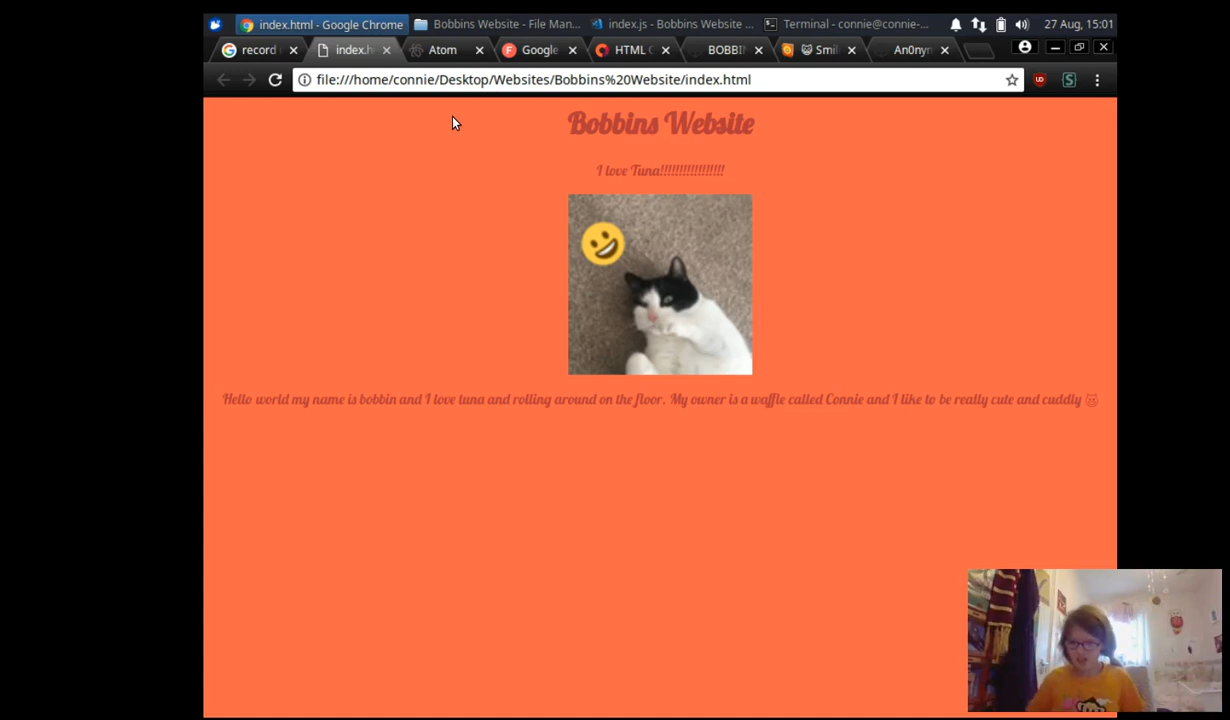 index.html - Google Chrome
Bobbins Website - File Man...
index.js - Bobbins Website ...
Terminal - connie@connie-...
27 Aug, 15:01
record
index.h
Atom
Google
HTML
BOBBI
😺 Smil
An0nyn
file:///home/connie/Desktop/Websites/Bobbins%20Website/index.html
Bobbins Website
I love Tuna!!!!!!!!!!!!!!!!!
Hello world my name is bobbin and I love tuna and rolling around on the floor. My owner is a waffle called Connie and I like to be really cute and cuddly 😺